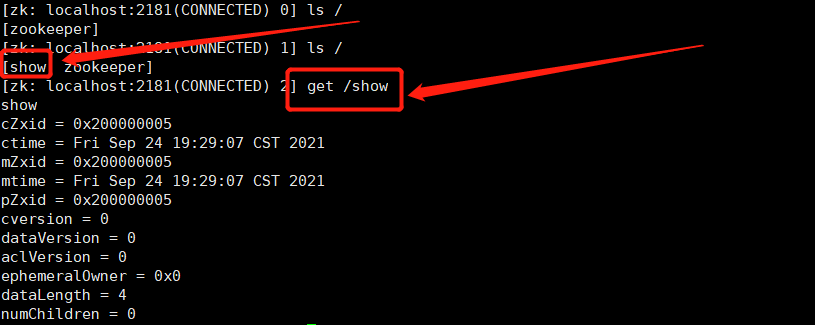 [zk: localhost:2181(CONNECTED) 0] ls /
[zookeeper]
[zk: localhost:2181(CONNECTED) 1] ls /
[show, zookeeper]
[zk: localhost:2181(CONNECTED) 2] get /show
show
cZxid = 0x200000005
ctime = Fri Sep 24 19:29:07 CST 2021
mZxid = 0x200000005
mtime = Fri Sep 24 19:29:07 CST 2021
pZxid = 0x200000005
cversion = 0
dataVersion = 0
aclVersion = 0
ephemeralOwner = 0x0
dataLength = 4
numChildren = 0